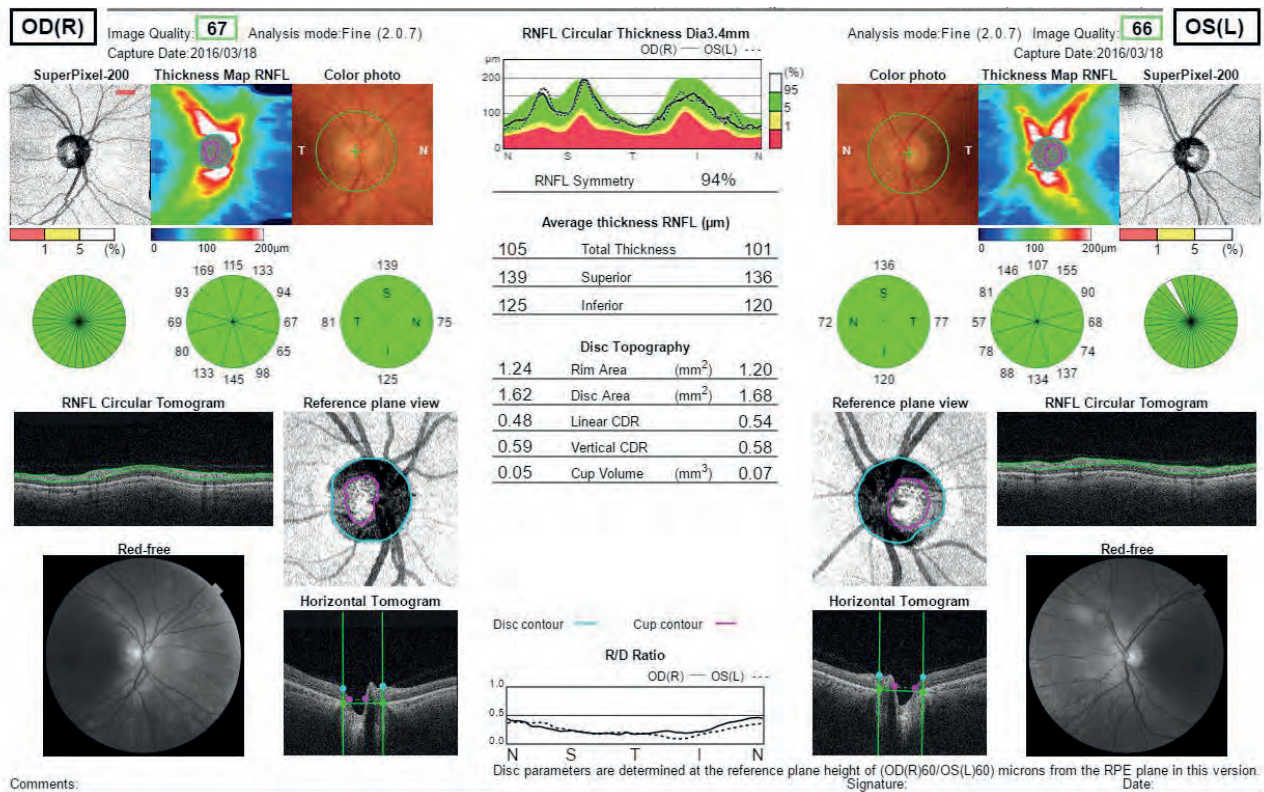 OD(R)
Image Quality: 67 Analysis mode:Fine (2.0.7)
Capture Date:2016/03/18
SuperPixel-200 Thickness Map RNFL Color photo
T N
1 5 (%) 0 100 200μm
169 115 133
93 94
69 67
80 65
133 145 98
139
S
81 T N 75
I
125
RNFL Circular Tomogram Reference plane view
Red-free
Horizontal Tomogram
RNFL Circular Thickness Dia3.4mm
OD(R) — OS(L) ---
μm
200
100
0
N S T I N
(%)
95
5
1
RNFL Symmetry 94%
Average thickness RNFL (μm)
105 Total Thickness 101
139 Superior 136
125 Inferior 120
Disc Topography
1.24 Rim Area (mm²) 1.20
1.62 Disc Area (mm²) 1.68
0.48 Linear CDR 0.54
0.59 Vertical CDR 0.58
0.05 Cup Volume (mm³) 0.07
Disc contour Cup contour
R/D Ratio
OD(R) — OS(L) ---
1.0
0.5
0.0
N S T I N
Disc parameters are determined at the reference plane height of (OD(R)60/OS(L)60) microns from the RPE plane in this version.
OS(L)
Analysis mode:Fine (2.0.7) Image Quality: 66
Capture Date:2016/03/18
Color photo Thickness Map RNFL SuperPixel-200
N T
0 100 200μm 1 5 (%)
136
S
72 N T 77
I
120
146 107 155
81 90
57 68
78 74
88 134 137
Reference plane view RNFL Circular Tomogram
Red-free
Horizontal Tomogram
Comments: Signature: Date: